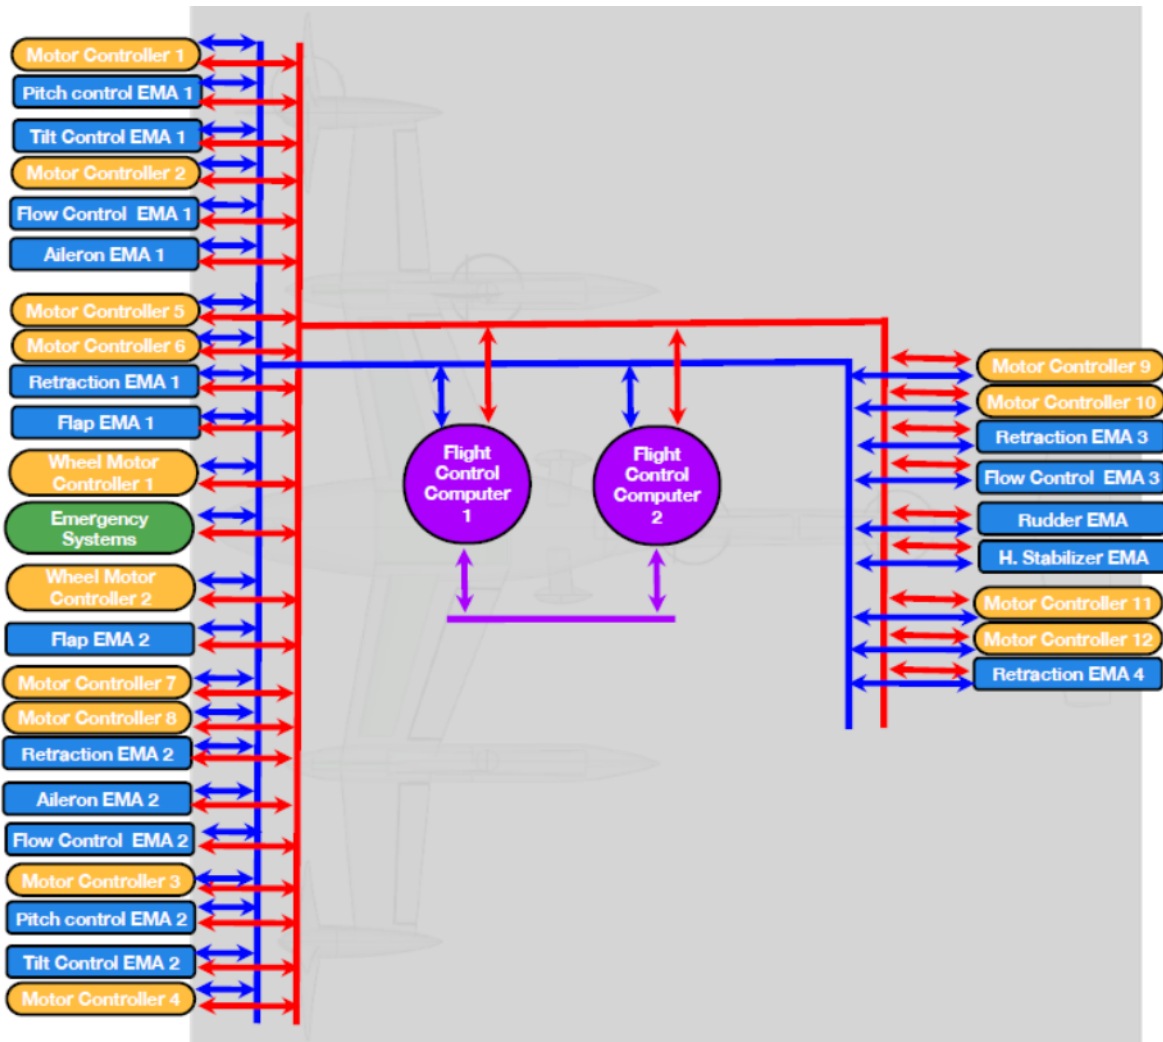 Motor Controller 1
Pitch control EMA 1
Tilt Control EMA 1
Motor Controller 2
Flow Control EMA 1
Aileron EMA 1
Motor Controller 5
Motor Controller 6
Retraction EMA 1
Flap EMA 1
Wheel Motor
Controller 1
Emergency
Systems
Wheel Motor
Controller 2
Flap EMA 2
Motor Controller 7
Motor Controller 8
Retraction EMA 2
Aileron EMA 2
Flow Control EMA 2
Motor Controller 3
Pitch control EMA 2
Tilt Control EMA 2
Motor Controller 4
Flight
Control
Computer
1
Flight
Control
Computer
2
Motor Controller 9
Motor Controller 10
Retraction EMA 3
Flow Control EMA 3
Rudder EMA
H. Stabilizer EMA
Motor Controller 11
Motor Controller 12
Retraction EMA 4